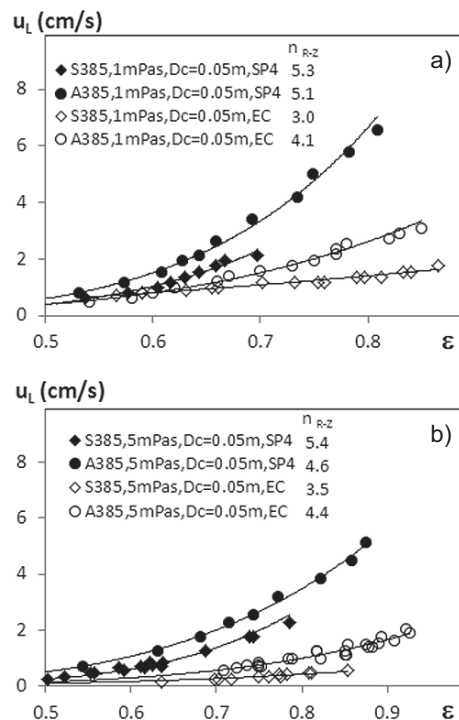 u L (cm/s)
n R-Z
a)
S385,1mPas,Dc=0.05m,SP4 5.3
A385,1mPas,Dc=0.05m,SP4 5.1
S385,1mPas,Dc=0.05m,EC 3.0
A385,1mPas,Dc=0.05m,EC 4.1
8
6
4
2
0
0.5 0.6 0.7 0.8 ε
u L (cm/s)
n R-Z
b)
S385,5mPas,Dc=0.05m,SP4 5.4
A385,5mPas,Dc=0.05m,SP4 4.6
S385,5mPas,Dc=0.05m,EC 3.5
A385,5mPas,Dc=0.05m,EC 4.4
8
6
4
2
0
0.5 0.6 0.7 0.8 0.9 ε